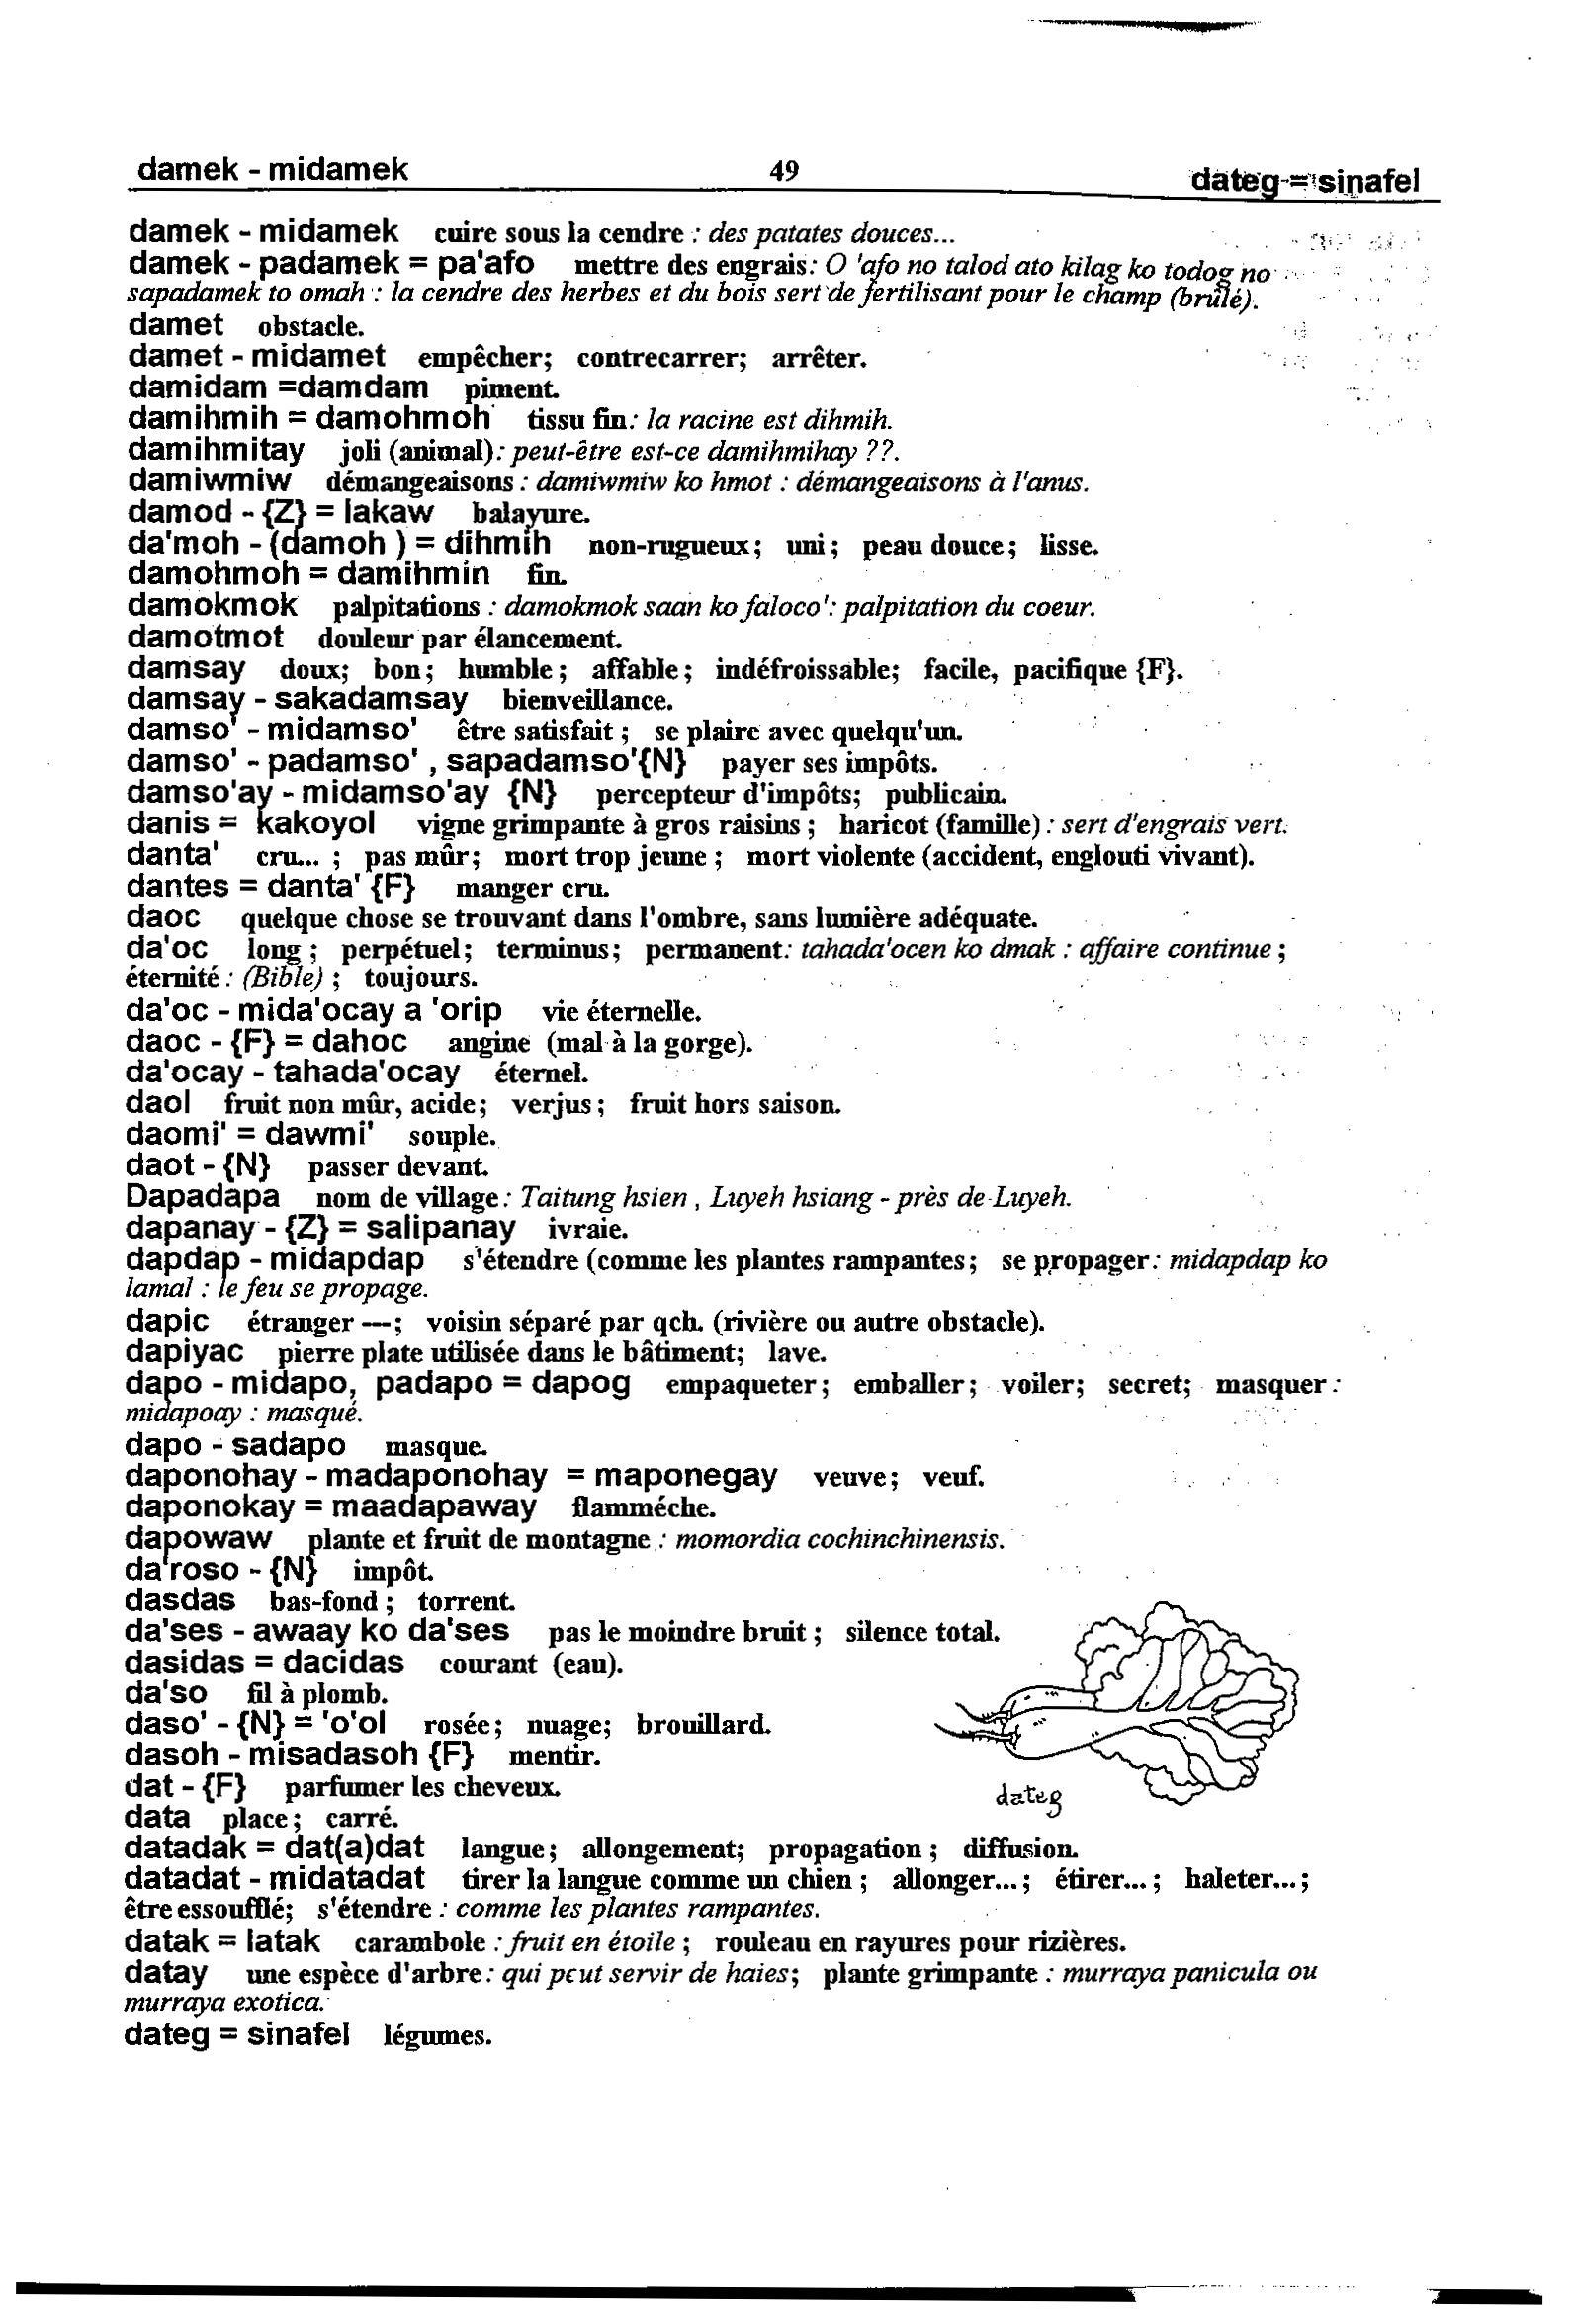 damek - midamek 49 dateg = sinafel
damek - midamek cuire sous la cendre : des patates douces...
damek - padamek = pa'afo mettre des engrais: O 'afo no talod ato kilag ko todog no
sapadamek to omah : la cendre des herbes et du bois sert de fertilisant pour le champ (brûlé).
damet obstacle.
damet - midamet empêcher; contrecarrer; arrêter.
damidam =damdam piment.
damihmih = damohmoh tissu fin: la racine est dihmih.
damihmitay joli (animal): peut-être est-ce damihmihay ??.
damiwmiw démangeaisons : damiwmiw ko hmot : démangeaisons à l'anus.
damod - {Z} = lakaw balayure.
da'moh - (damoh ) = dihmih non-rugueux; uni; peau douce; lisse.
damohmoh = damihmin fin.
damokmok palpitations : damokmok saan ko faloco': palpitation du coeur.
damotmot douleur par élancement.
damsay doux; bon; humble; affable; indéfroissable; facile, pacifique {F}.
damsay - sakadamsay bienveillance.
damso' - midamso' être satisfait ; se plaire avec quelqu'un.
damso' - padamso' , sapadamso'{N} payer ses impôts.
damso'ay - midamso'ay {N} percepteur d'impôts; publicain.
danis = kakoyol vigne grimpante à gros raisins ; haricot (famille) : sert d'engrais vert.
danta' cru... ; pas mûr; mort trop jeune ; mort violente (accident, englouti vivant).
dantes = danta' {F} manger cru.
daoc quelque chose se trouvant dans l'ombre, sans lumière adéquate.
da'oc long ; perpétuel; terminus; permanent: tahada'ocen ko dmak : affaire continue ;
éternité : (Bible) ; toujours.
da'oc - mida'ocay a 'orip vie éternelle.
daoc - {F} = dahoc angine (mal à la gorge).
da'ocay - tahada'ocay éternel.
daol fruit non mûr, acide; verjus; fruit hors saison.
daomi' = dawmi' souple.
daot - {N} passer devant.
Dapadapa nom de village: Taitung hsien , Luyeh hsiang - près de Luyeh.
dapanay - {Z} = salipanay ivraie.
dapdap - midapdap s'étendre (comme les plantes rampantes; se propager: midapdap ko
lamal : le feu se propage.
dapic étranger —; voisin séparé par qch. (rivière ou autre obstacle).
dapiyac pierre plate utilisée dans le bâtiment; lave.
dapo - midapo, padapo = dapog empaqueter; emballer; voiler; secret; masquer :
midapoay : masqué.
dapo - sadapo masque.
daponohay - madaponohay = maponegay veuve; veuf.
daponokay = maadapaway flamméche.
dapowaw plante et fruit de montagne : momordia cochinchinensis.
da'roso - {N} impôt.
dasdas bas-fond ; torrent.
da'ses - awaay ko da'ses pas le moindre bruit ; silence total.
dasidas = dacidas courant (eau).
da'so fil à plomb.
daso' - {N} = 'o'ol rosée; nuage; brouillard.
dasoh - misadasoh {F} mentir.
dat - {F} parfumer les cheveux.
dateg
data place; carré.
datadak = dat(a)dat langue; allongement; propagation ; diffusion.
datadat - midatadat tirer la langue comme un chien ; allonger...; étirer...; haleter...;
être essoufflé; s'étendre : comme les plantes rampantes.
datak = latak carambole : fruit en étoile ; rouleau en rayures pour rizières.
datay une espèce d'arbre: qui peut servir de haies; plante grimpante : murraya panicula ou
murraya exotica.
dateg = sinafel légumes.